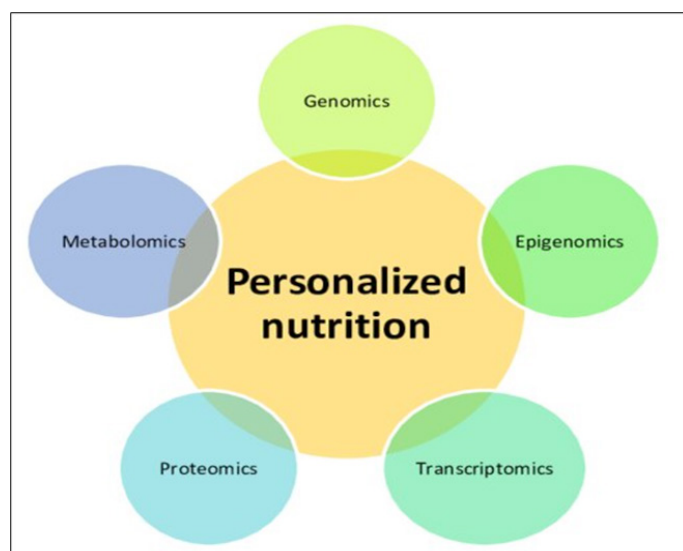 Genomics
Metabolomics
Epigenomics
Personalized
nutrition
Proteomics
Transcriptomics